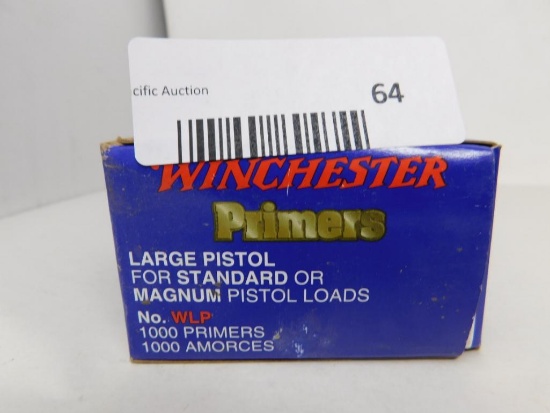 cific Auction
64
WINCHESTER
Primers
LARGE PISTOL
FOR STANDARD OR
MAGNUM PISTOL LOADS
No. WLP
1000 PRIMERS
1000 AMORCES